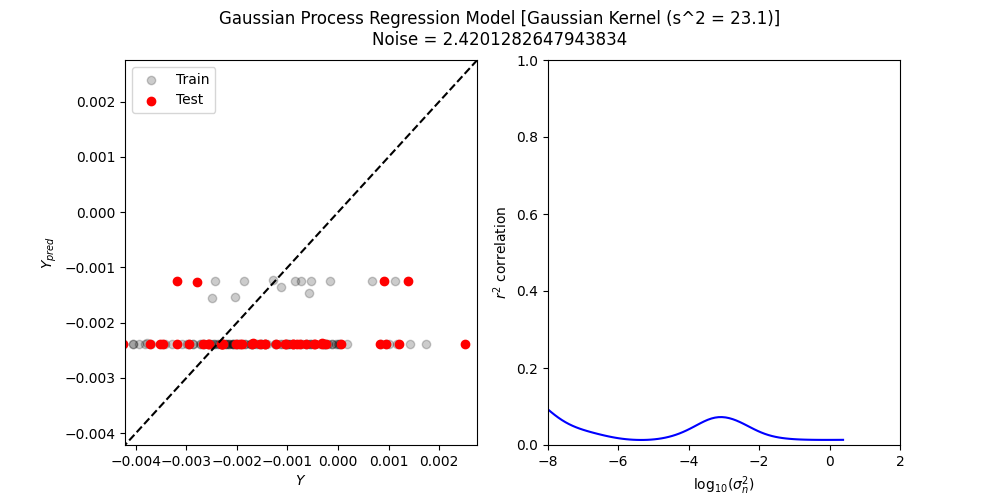 Gaussian Process Regression Model [Gaussian Kernel (s^2 = 23.1)]
Noise = 2.4201282647943834
Train
Test
0.002
0.001
0.000
−0.001
−0.002
−0.003
−0.004
Y_pred
−0.004 −0.003 −0.002 −0.001 0.000 0.001 0.002
Y
1.0
0.8
0.6
0.4
0.2
0.0
r² correlation
−8 −6 −4 −2 0 2
log₁₀(σₙ²)